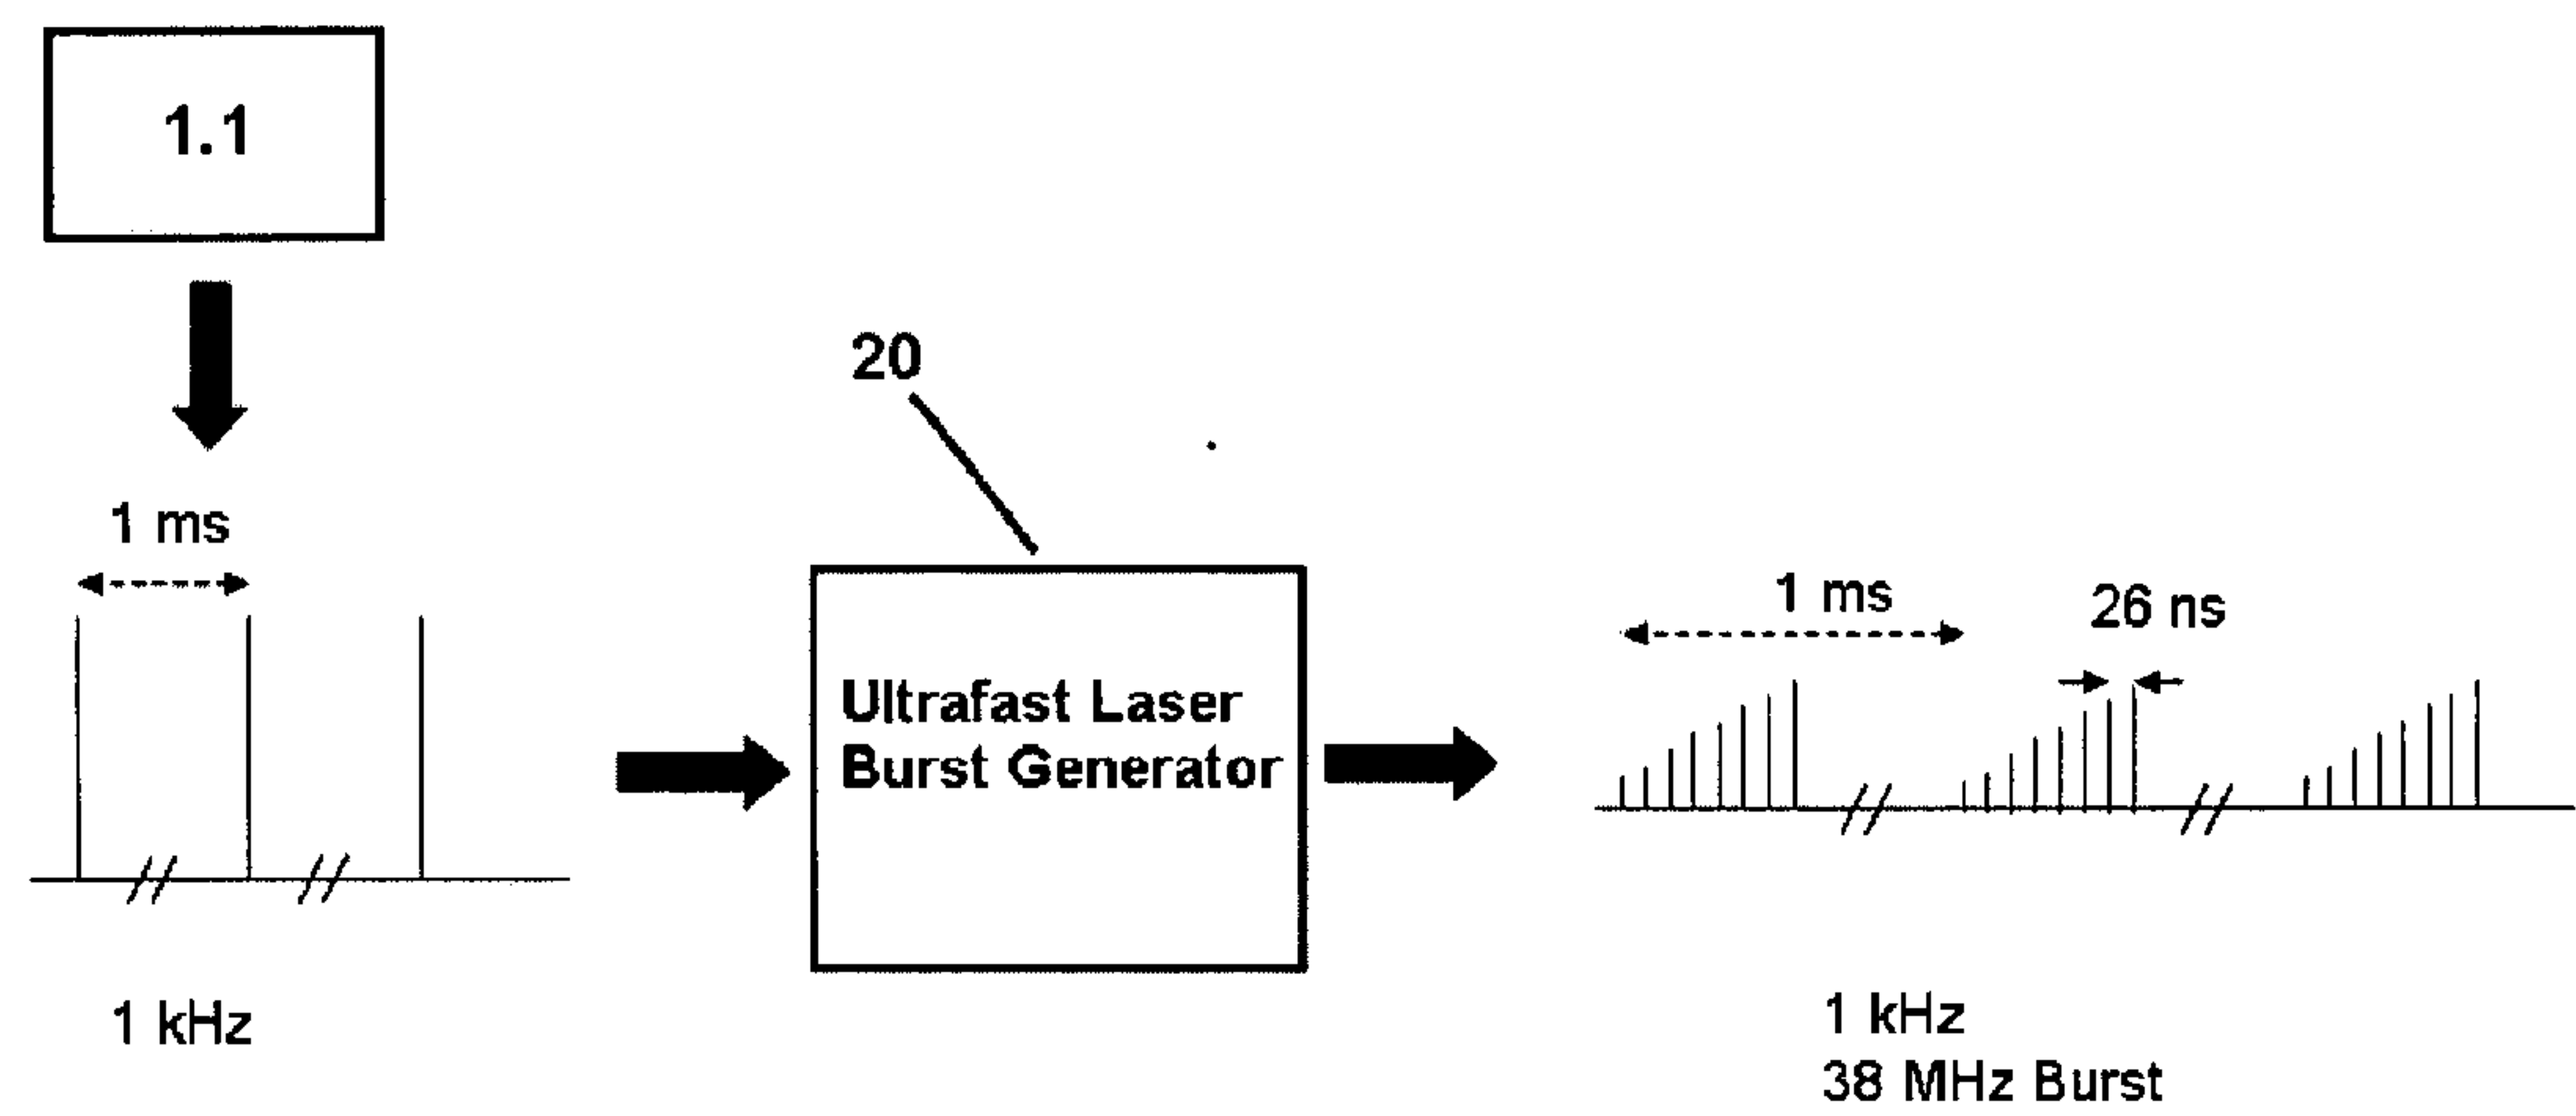 1.1
20
1 ms
1 ms
26 ns
Ultrafast Laser
Burst Generator
1 kHz
1 kHz
38 MHz Burst